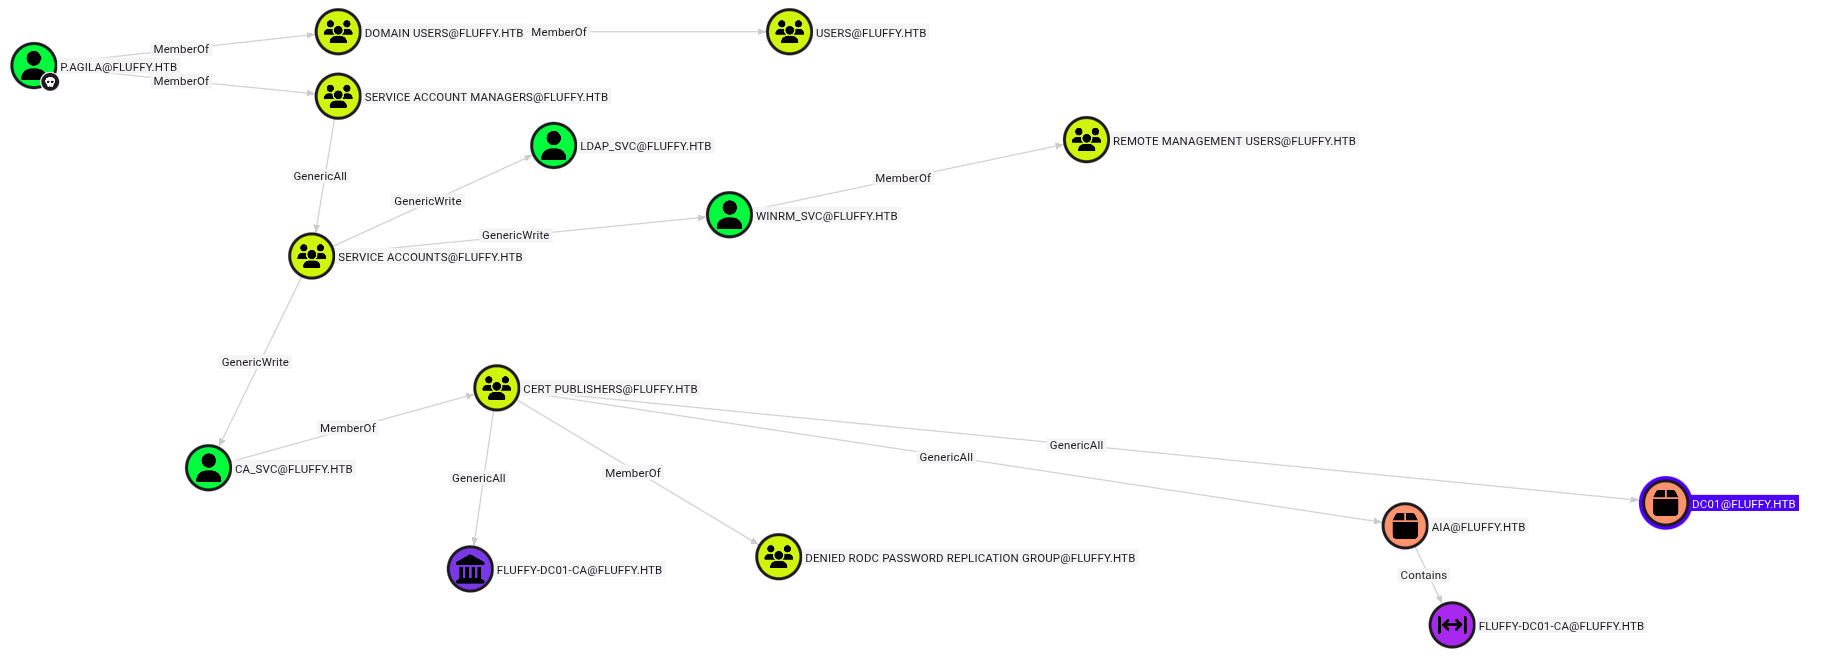 DOMAIN USERS@FLUFFY.HTB
MemberOf
USERS@FLUFFY.HTB
MemberOf
P.AGILA@FLUFFY.HTB
MemberOf
SERVICE ACCOUNT MANAGERS@FLUFFY.HTB
LDAP_SVC@FLUFFY.HTB
REMOTE MANAGEMENT USERS@FLUFFY.HTB
GenericAll
MemberOf
GenericWrite
WINRM_SVC@FLUFFY.HTB
GenericWrite
SERVICE ACCOUNTS@FLUFFY.HTB
GenericWrite
CERT PUBLISHERS@FLUFFY.HTB
MemberOf
GenericAll
GenericAll
CA_SVC@FLUFFY.HTB
GenericAll
MemberOf
DC01@FLUFFY.HTB
AIA@FLUFFY.HTB
DENIED RODC PASSWORD REPLICATION GROUP@FLUFFY.HTB
FLUFFY-DC01-CA@FLUFFY.HTB
Contains
FLUFFY-DC01-CA@FLUFFY.HTB